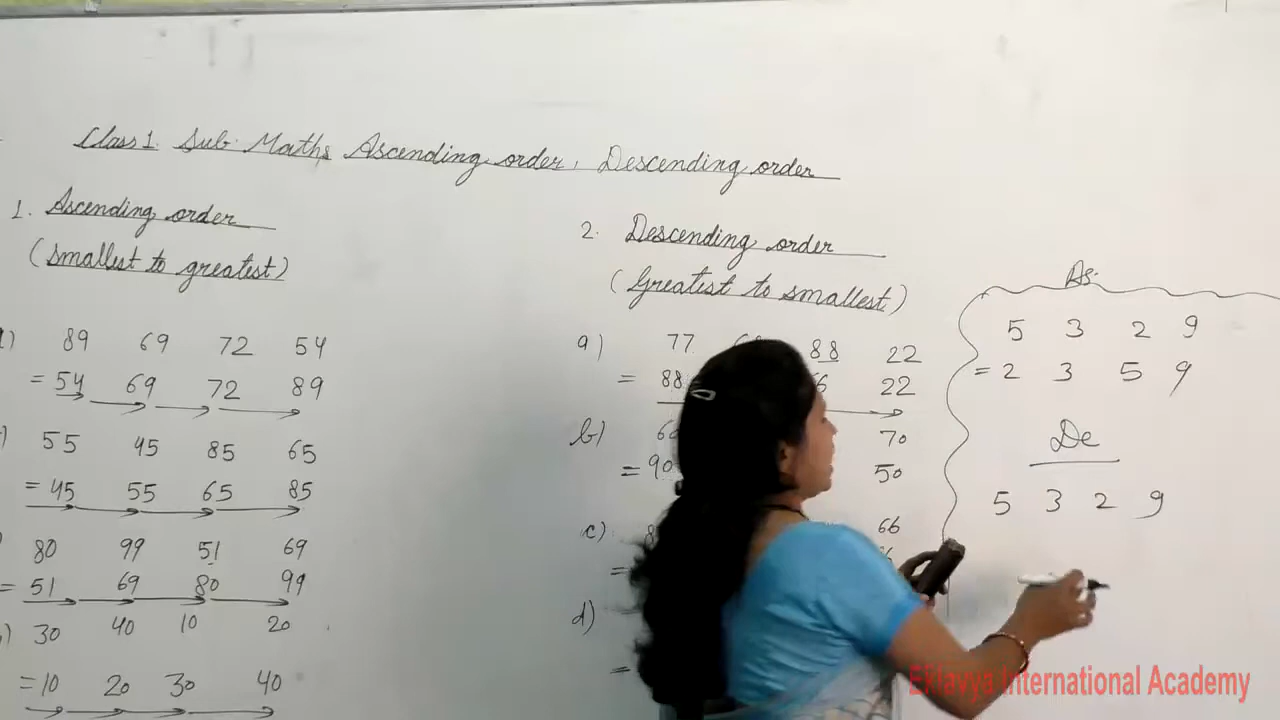 Class 1. Sub: Maths Ascending order, Descending order
1. Ascending order
(smallest to greatest)
89 69 72 54
= 54 69 72 89
55 45 85 65
= 45 55 65 85
80 99 51 69
= 51 69 80 99
30 40 10 20
= 10 20 30 40
2. Descending order
(Greatest to smallest)
a) 77 88 22
= 88 22
b) 70
= 90 50
c) 66
=
d)
=
As.
5 3 2 9
= 2 3 5 9
De
5 3 2 9
Eklavya International Academy